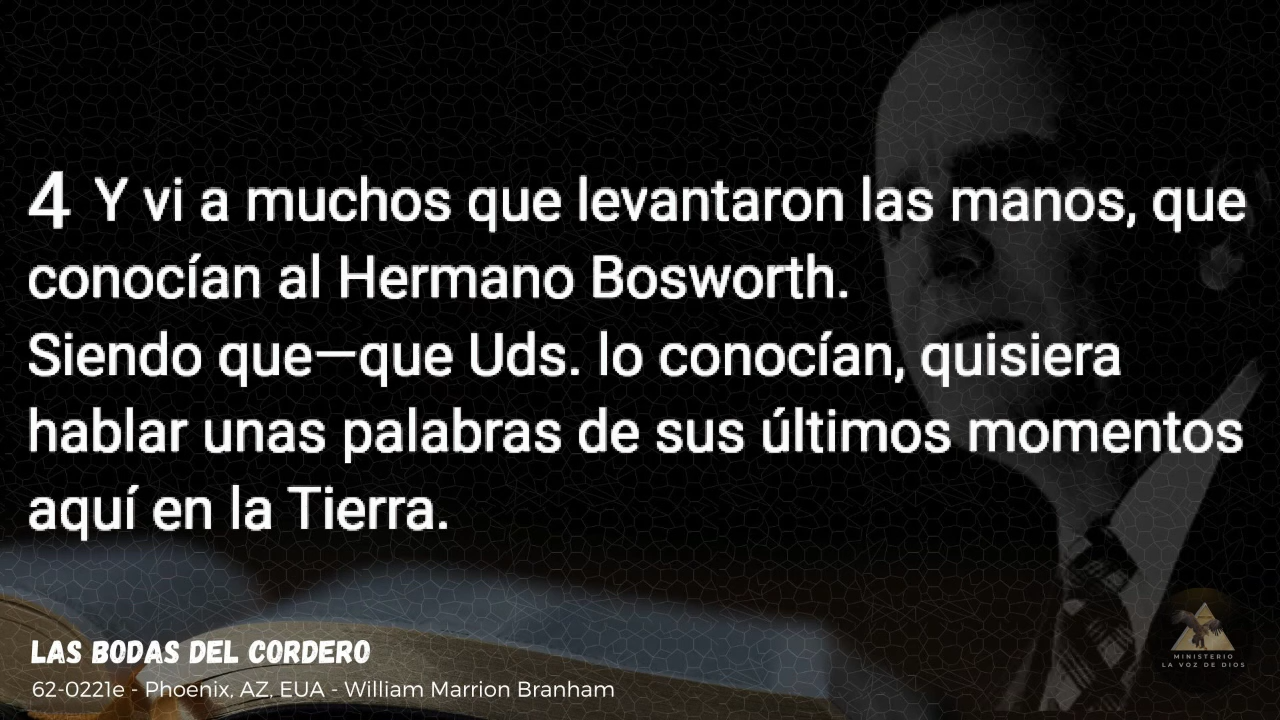 4 Y vi a muchos que levantaron las manos, que
conocían al Hermano Bosworth.
Siendo que—que Uds. lo conocían, quisiera
hablar unas palabras de sus últimos momentos
aquí en la Tierra.
LAS BODAS DEL CORDERO
62-0221e - Phoenix, AZ, EUA - William Marrion Branham
MINISTERIO
LA VOZ DE DIOS